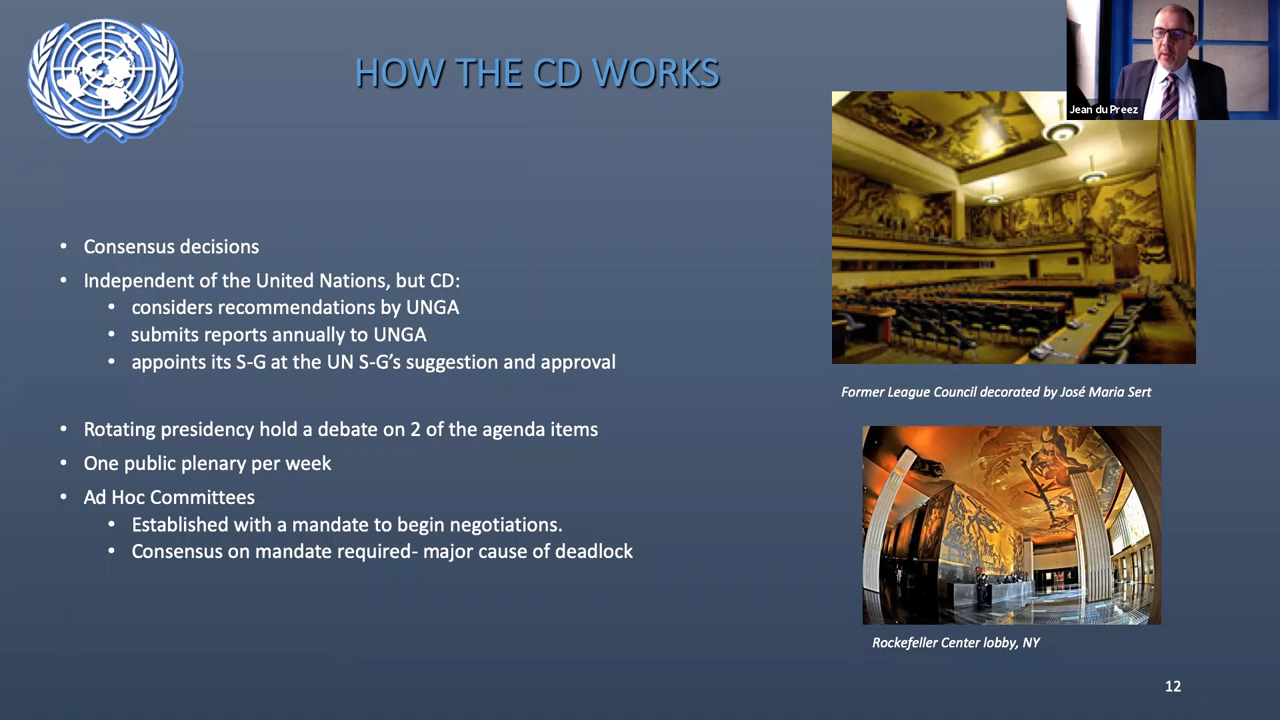 HOW THE CD WORKS
Jean du Preez
• Consensus decisions
• Independent of the United Nations, but CD:
• considers recommendations by UNGA
• submits reports annually to UNGA
• appoints its S-G at the UN S-G’s suggestion and approval
• Rotating presidency hold a debate on 2 of the agenda items
• One public plenary per week
• Ad Hoc Committees
• Established with a mandate to begin negotiations.
• Consensus on mandate required- major cause of deadlock
Former League Council decorated by José Maria Sert
Rockefeller Center lobby, NY
12